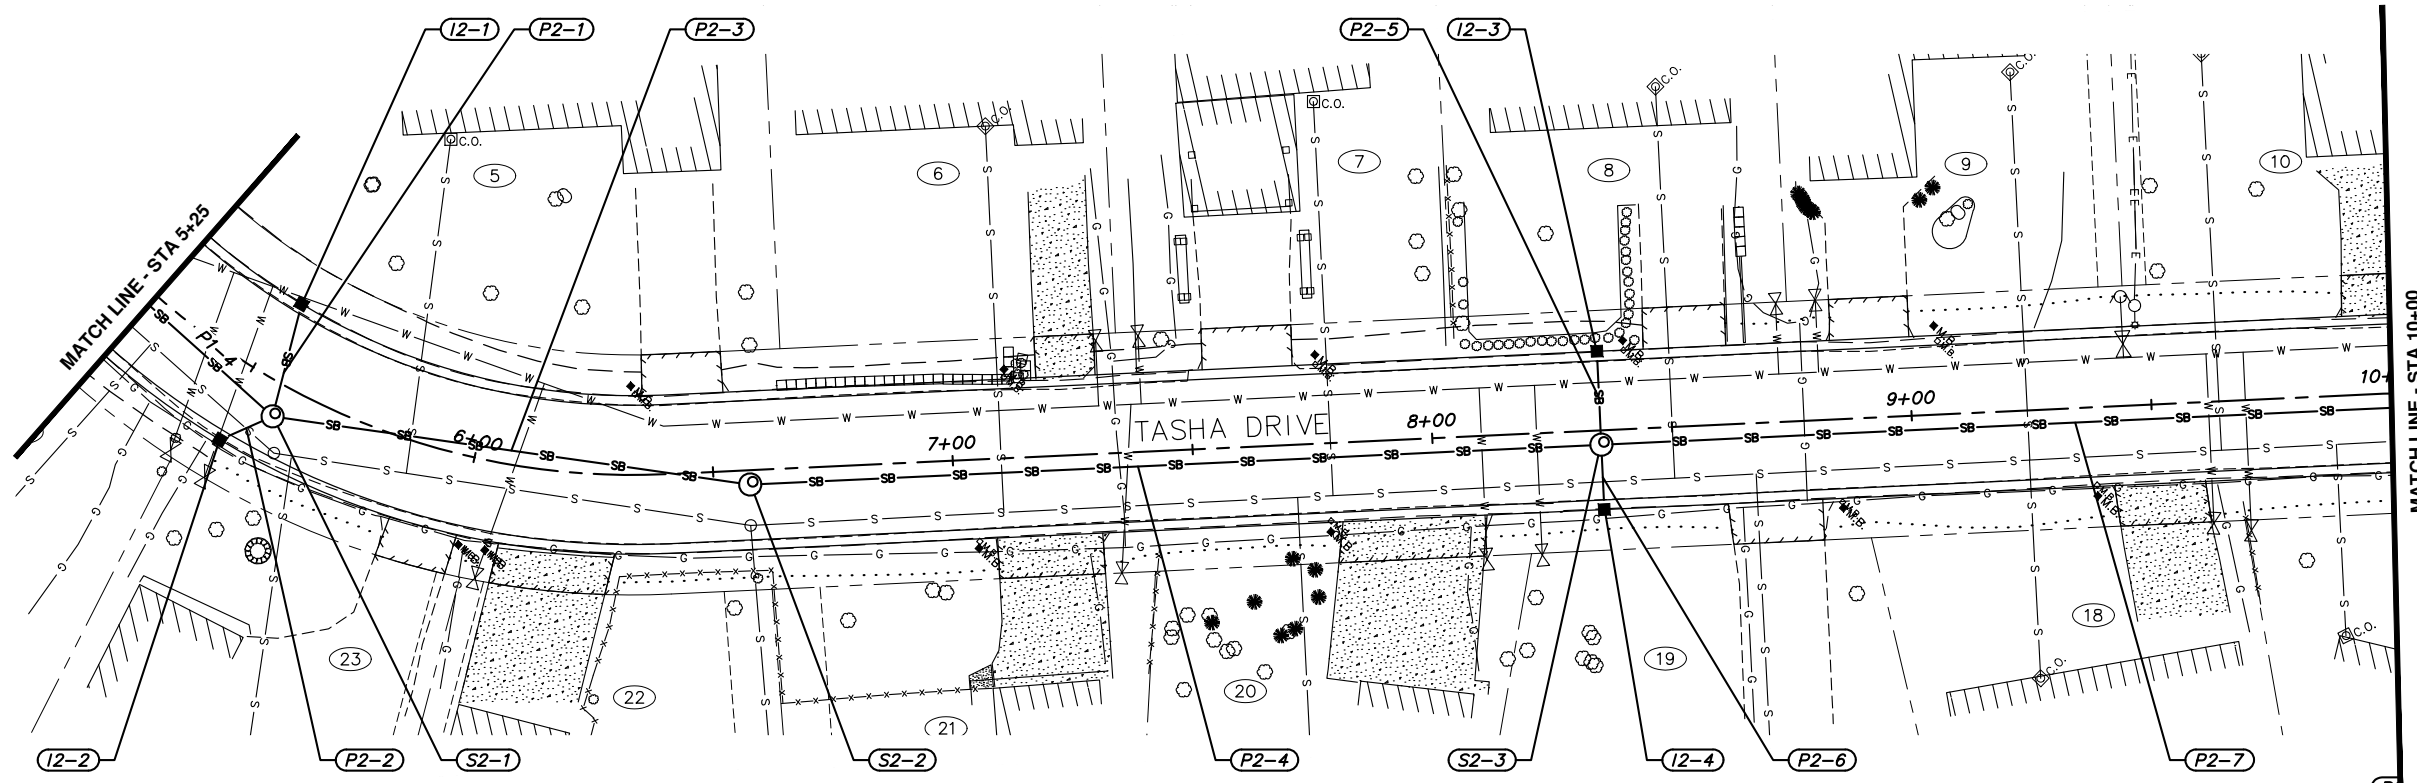 I2-1
P2-1
P2-3
P2-5
I2-3
C.O.
C.O.
C.O.
C.O.
C.O.
C.O.
5
6
7
8
9
10
MATCH LINE - STA 5+25
P1-4
6+00
7+00
TASHA DRIVE
8+00
9+00
10+
MATCH LINE - STA 10+00
SB
W
S
G
E
M.B.
23
22
21
20
19
18
C.O.
C.O.
I2-2
P2-2
S2-1
S2-2
P2-4
S2-3
I2-4
P2-6
P2-7